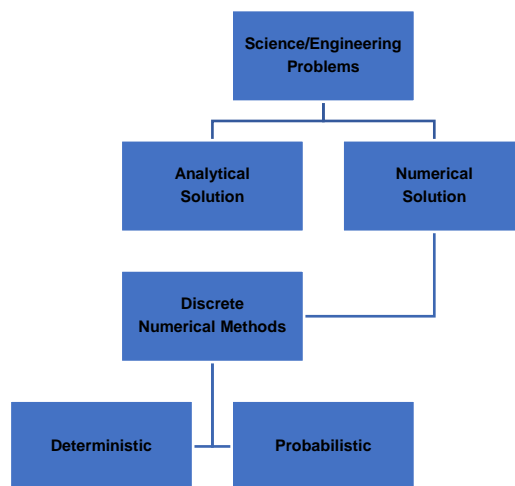 Science/Engineering
Problems
Analytical
Solution
Numerical
Solution
Discrete
Numerical Methods
Deterministic
Probabilistic